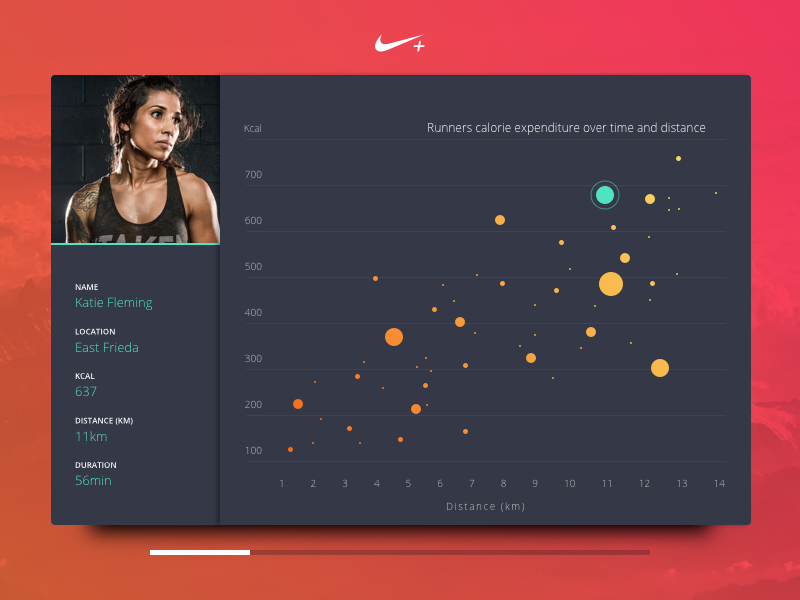 +
Kcal
Runners calorie expenditure over time and distance
700
600
500
400
300
200
100
1 2 3 4 5 6 7 8 9 10 11 12 13 14
Distance (km)
TAKEN
NAME
Katie Fleming
LOCATION
East Frieda
KCAL
637
DISTANCE (KM)
11km
DURATION
56min